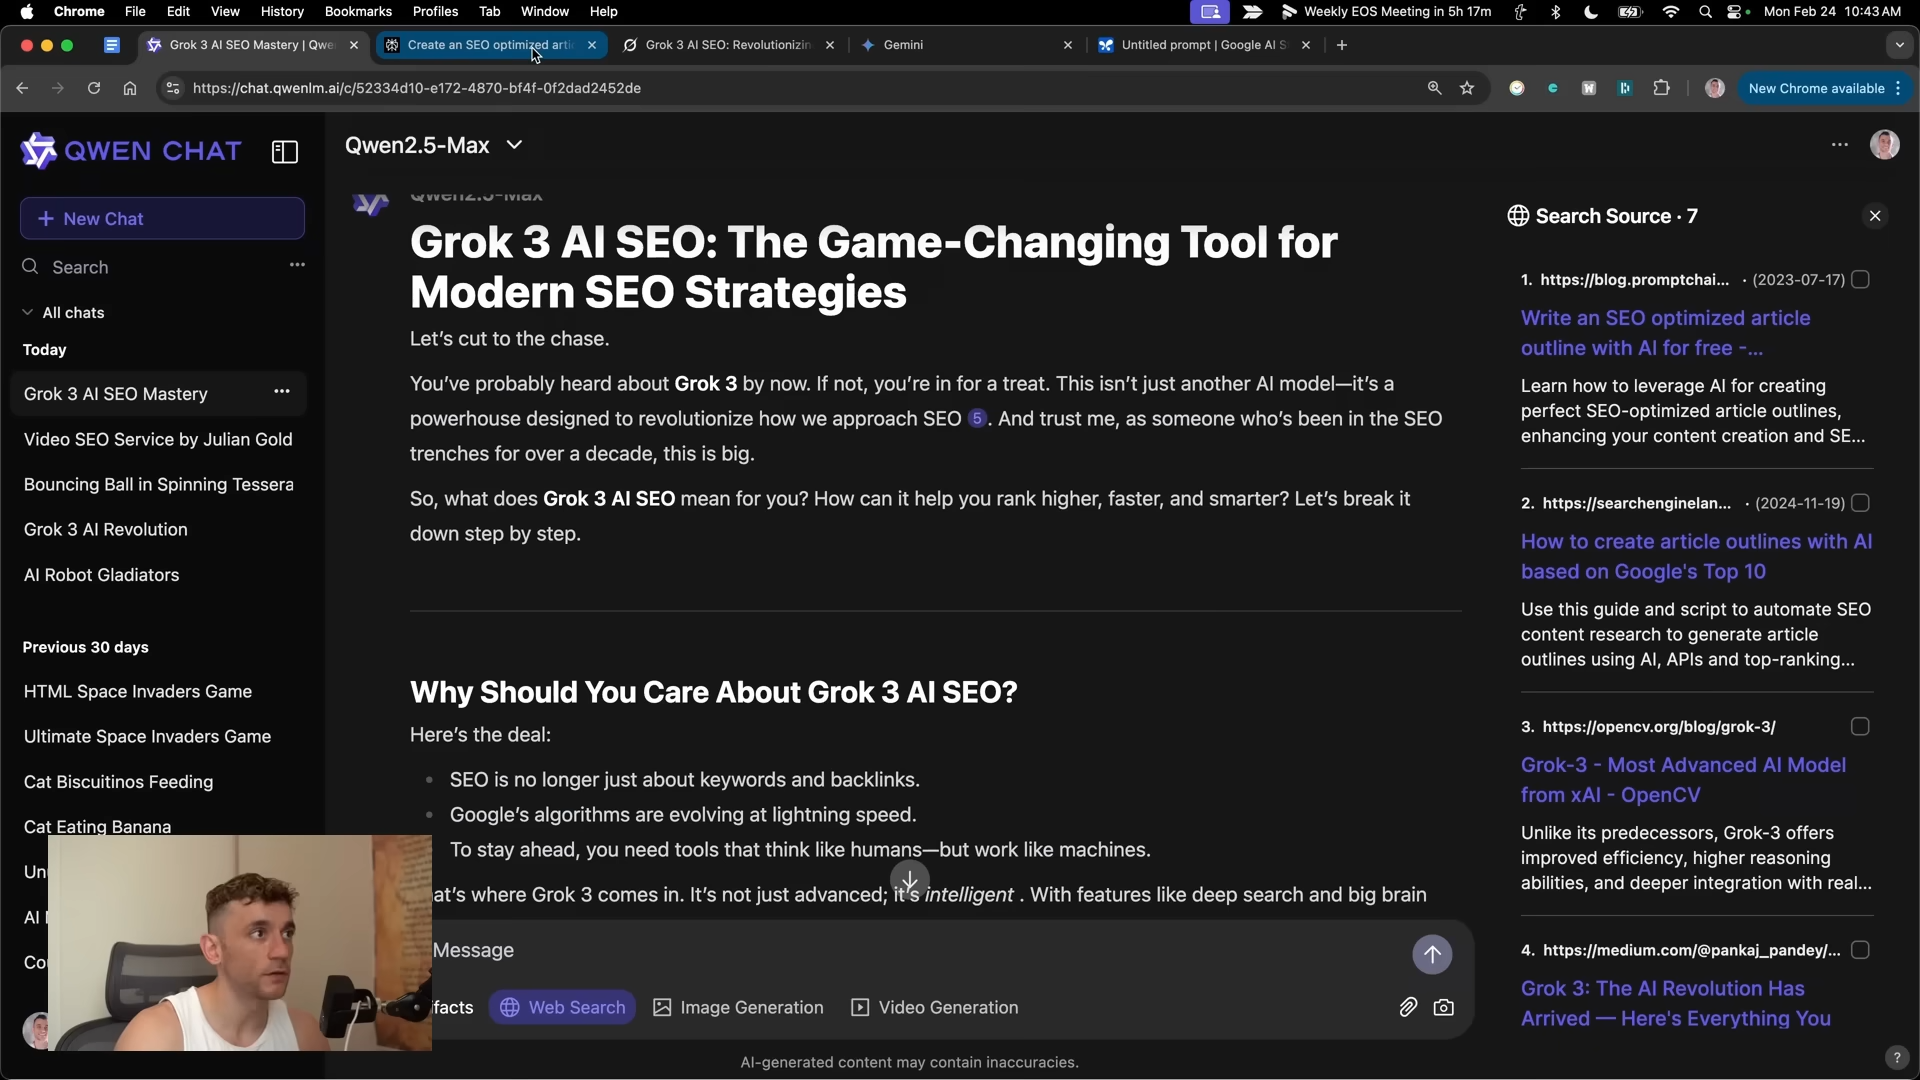 Chrome File Edit View History Bookmarks Profiles Tab Window Help Weekly EOS Meeting in 5h 17m Mon Feb 24 10:43 AM
Grok 3 AI SEO Mastery | Qwe Create an SEO optimized arti Grok 3 AI SEO: Revolutionizin Gemini Untitled prompt | Google AI S
https://chat.qwenlm.ai/c/52334d10-e172-4870-bf4f-0f2dad2452de New Chrome available
QWEN CHAT
Qwen2.5-Max
New Chat
Search
All chats
Today
Grok 3 AI SEO Mastery
Video SEO Service by Julian Gold
Bouncing Ball in Spinning Tessera
Grok 3 AI Revolution
AI Robot Gladiators
Previous 30 days
HTML Space Invaders Game
Ultimate Space Invaders Game
Cat Biscuitinos Feeding
Cat Eating Banana
Qwen2.5-Max
Grok 3 AI SEO: The Game-Changing Tool for
Modern SEO Strategies
Let's cut to the chase.
You've probably heard about Grok 3 by now. If not, you're in for a treat. This isn't just another AI model—it's a
powerhouse designed to revolutionize how we approach SEO 5 . And trust me, as someone who's been in the SEO
trenches for over a decade, this is big.
So, what does Grok 3 AI SEO mean for you? How can it help you rank higher, faster, and smarter? Let's break it
down step by step.
Why Should You Care About Grok 3 AI SEO?
Here's the deal:
SEO is no longer just about keywords and backlinks.
Google's algorithms are evolving at lightning speed.
To stay ahead, you need tools that think like humans—but work like machines.
at's where Grok 3 comes in. It's not just advanced; it's intelligent . With features like deep search and big brain
Message
ifacts Web Search Image Generation Video Generation
AI-generated content may contain inaccuracies.
Search Source · 7
1. https://blog.promptchai... · (2023-07-17)
Write an SEO optimized article
outline with AI for free -...
Learn how to leverage AI for creating
perfect SEO-optimized article outlines,
enhancing your content creation and SE...
2. https://searchenginelan... · (2024-11-19)
How to create article outlines with AI
based on Google's Top 10
Use this guide and script to automate SEO
content research to generate article
outlines using AI, APIs and top-ranking...
3. https://opencv.org/blog/grok-3/
Grok-3 - Most Advanced AI Model
from xAI - OpenCV
Unlike its predecessors, Grok-3 offers
improved efficiency, higher reasoning
abilities, and deeper integration with real...
4. https://medium.com/@pankaj_pandey/...
Grok 3: The AI Revolution Has
Arrived — Here's Everything You